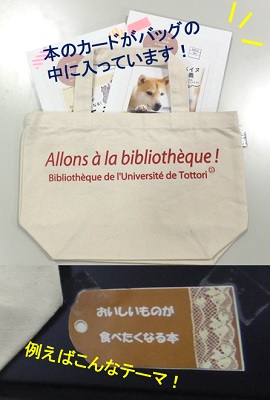 本のカードがバッグの
中に入っています！
Allons à la bibliothèque !
Bibliothèque de l'Université de Tottori
おいしいものが
食べたくなる本
例えばこんなテーマ！